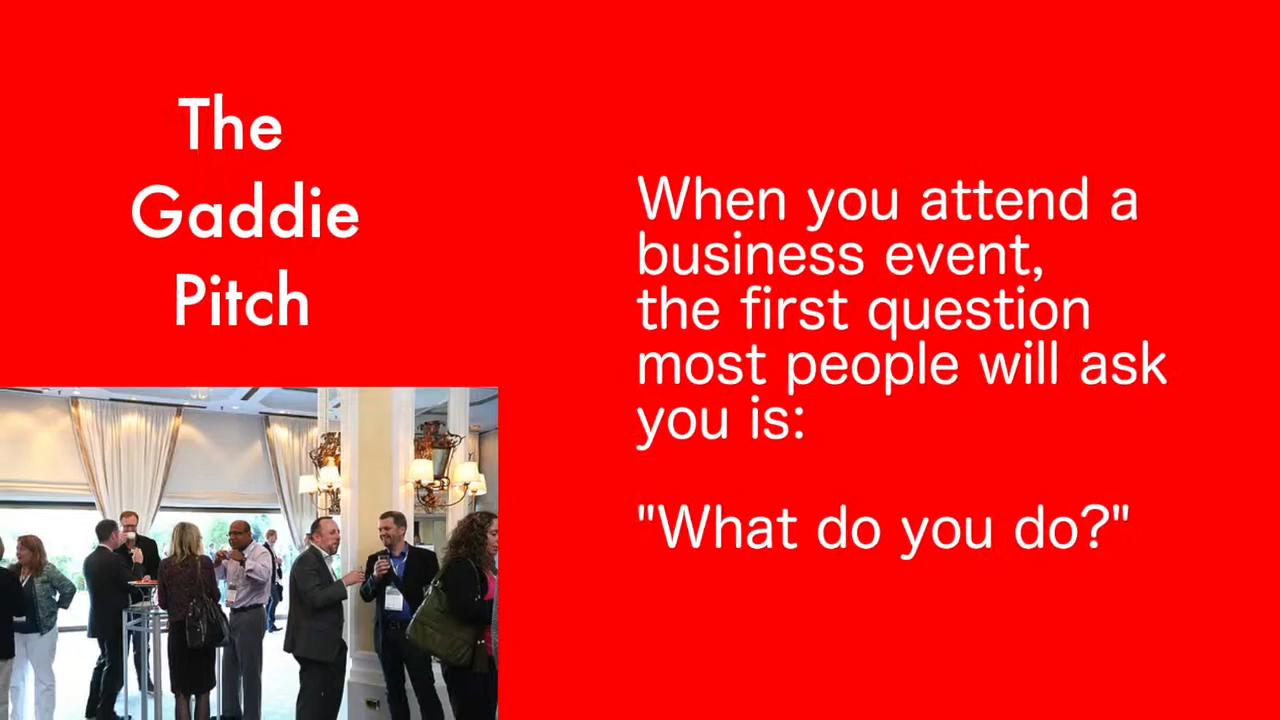 The
Gaddie
Pitch
When you attend a
business event,
the first question
most people will ask
you is:
"What do you do?"